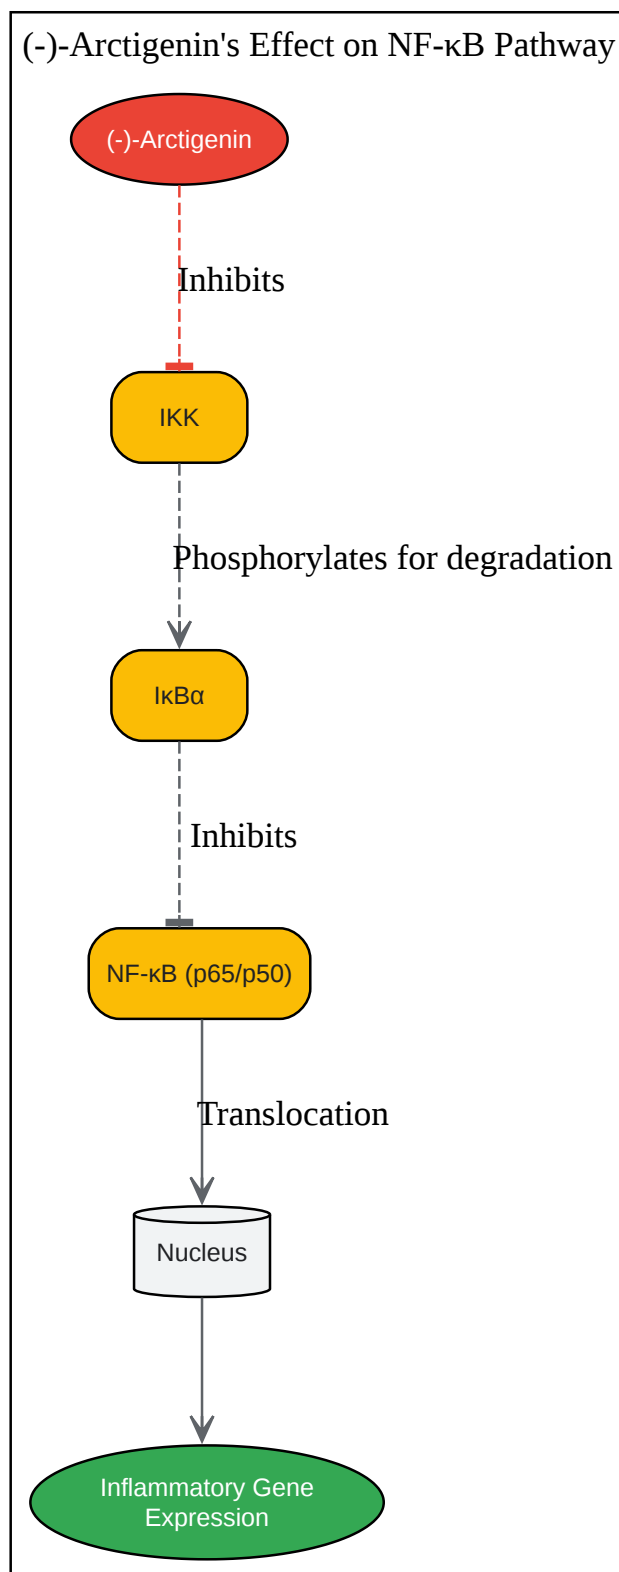 (-)-Arctigenin's Effect on NF-κB Pathway
(-)-Arctigenin
Inhibits
IKK
Phosphorylates for degradation
IκBα
Inhibits
NF-κB (p65/p50)
Translocation
Nucleus
Inflammatory Gene
Expression